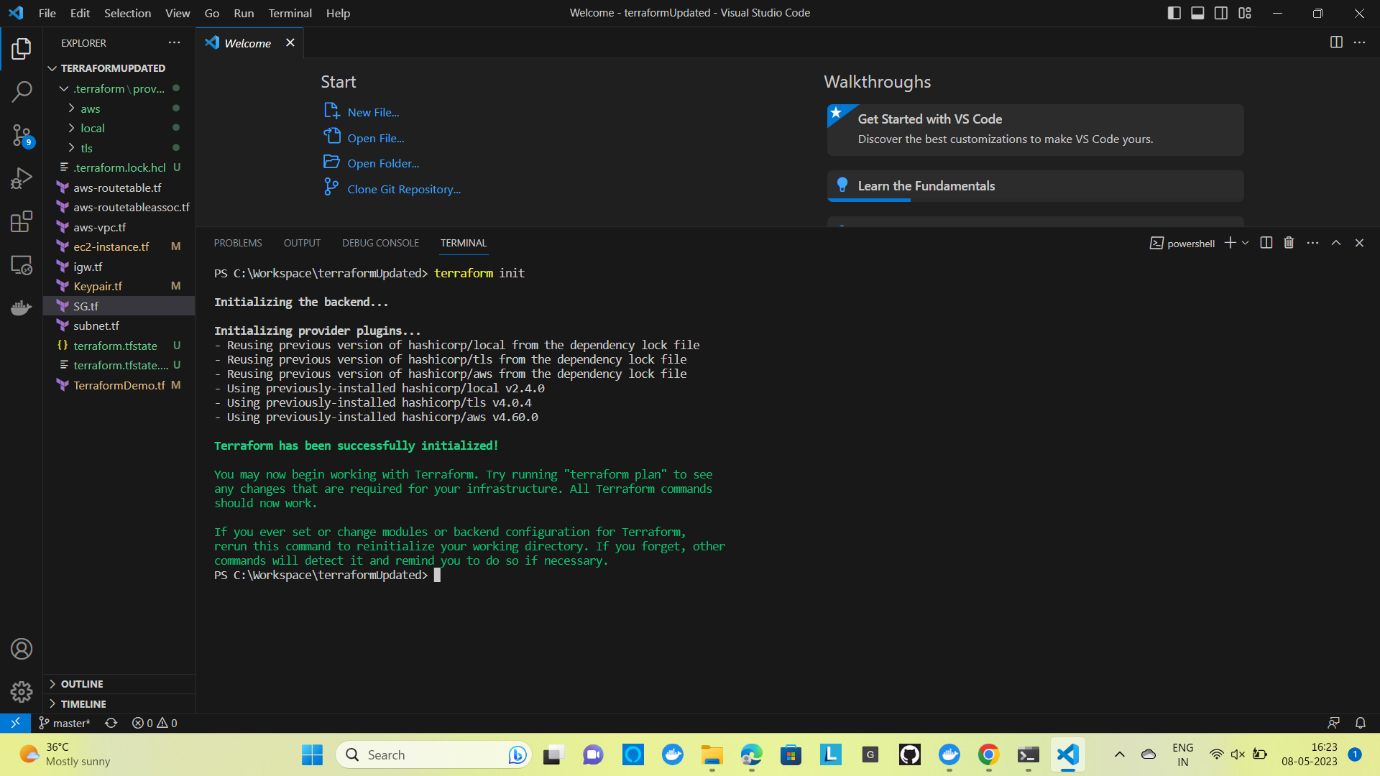 File Edit Selection View Go Run Terminal Help
Welcome - terraformUpdated - Visual Studio Code
EXPLORER
Welcome
TERRAFORMUPDATED
.terraform \ prov...
aws
local
tls
.terraform.lock.hcl U
aws-routetable.tf
aws-routetableassoc.tf
aws-vpc.tf
ec2-instance.tf M
igw.tf
Keypair.tf M
SG.tf
subnet.tf
{} terraform.tfstate U
terraform.tfstate.... U
TerraformDemo.tf M
9
OUTLINE
TIMELINE
Start
New File...
Open File...
Open Folder...
Clone Git Repository...
Walkthroughs
Get Started with VS Code
Discover the best customizations to make VS Code yours.
Learn the Fundamentals
PROBLEMS OUTPUT DEBUG CONSOLE TERMINAL
powershell
PS C:\Workspace\terraformUpdated> terraform init
Initializing the backend...
Initializing provider plugins...
- Reusing previous version of hashicorp/local from the dependency lock file
- Reusing previous version of hashicorp/tls from the dependency lock file
- Reusing previous version of hashicorp/aws from the dependency lock file
- Using previously-installed hashicorp/local v2.4.0
- Using previously-installed hashicorp/tls v4.0.4
- Using previously-installed hashicorp/aws v4.60.0
Terraform has been successfully initialized!
You may now begin working with Terraform. Try running "terraform plan" to see
any changes that are required for your infrastructure. All Terraform commands
should now work.
If you ever set or change modules or backend configuration for Terraform,
rerun this command to reinitialize your working directory. If you forget, other
commands will detect it and remind you to do so if necessary.
PS C:\Workspace\terraformUpdated>
master* 0 0
36°C
Mostly sunny
Search
L
G
ENG
IN
16:23
08-05-2023
1